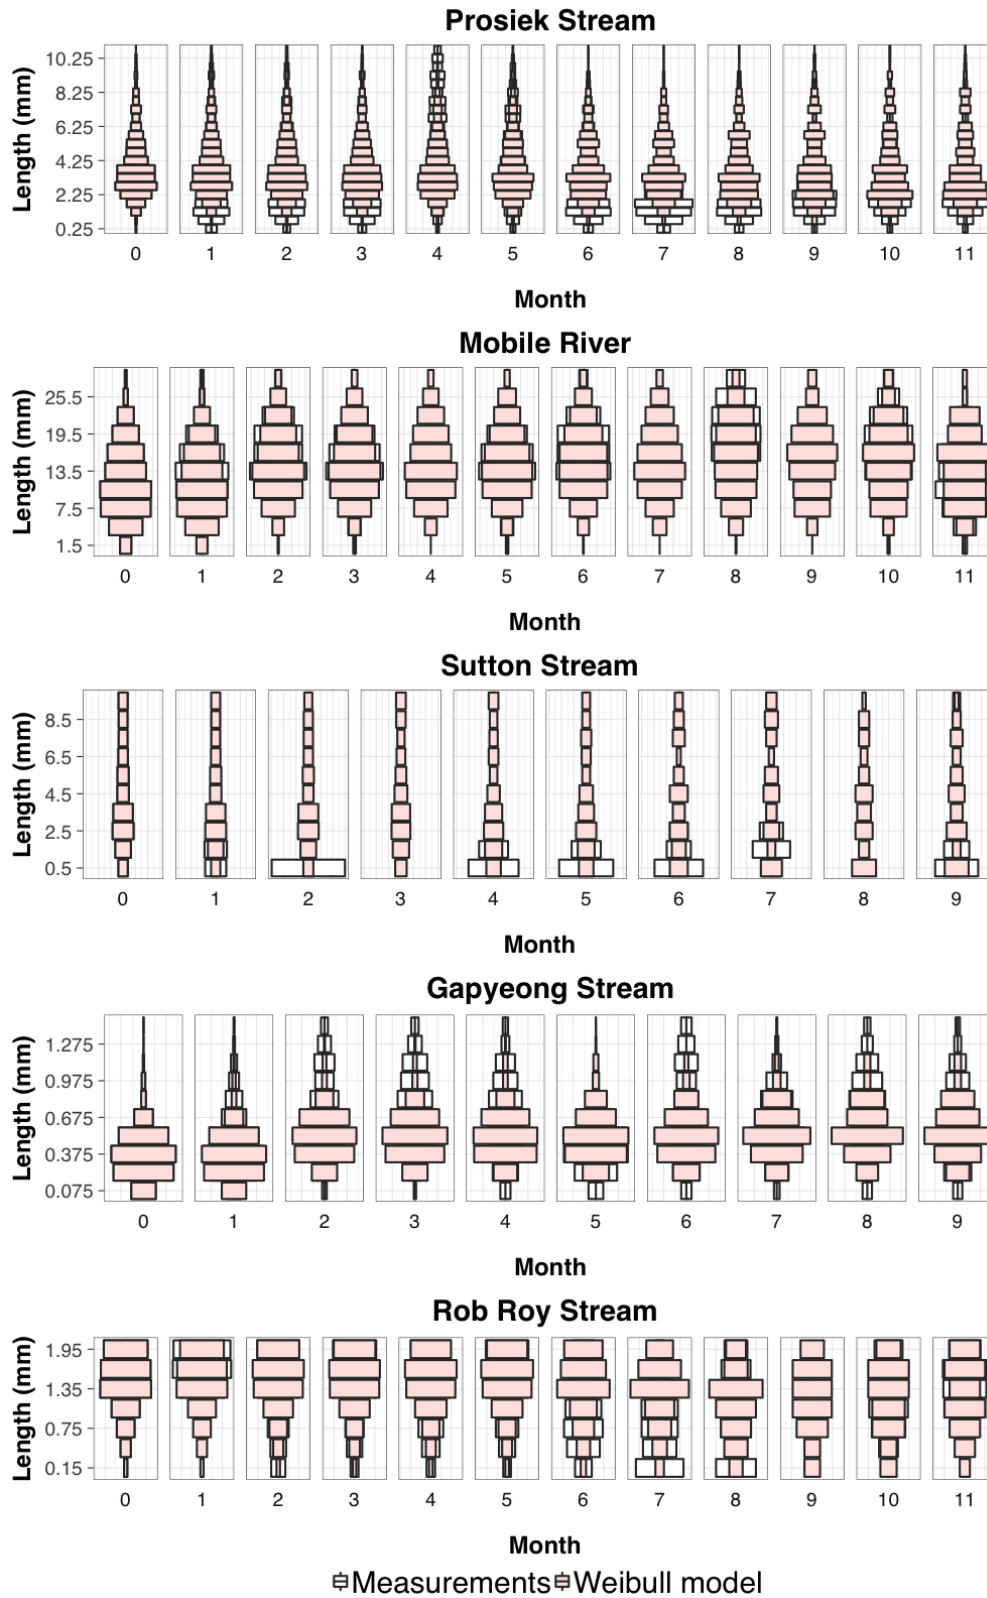 Prosiek Stream
Length (mm)
10.25
8.25
6.25
4.25
2.25
0.25
0 1 2 3 4 5 6 7 8 9 10 11
Month
Mobile River
Length (mm)
25.5
19.5
13.5
7.5
1.5
0 1 2 3 4 5 6 7 8 9 10 11
Month
Sutton Stream
Length (mm)
8.5
6.5
4.5
2.5
0.5
0 1 2 3 4 5 6 7 8 9
Month
Gapyeong Stream
Length (mm)
1.275
0.975
0.675
0.375
0.075
0 1 2 3 4 5 6 7 8 9
Month
Rob Roy Stream
Length (mm)
1.95
1.35
0.75
0.15
0 1 2 3 4 5 6 7 8 9 10 11
Month
Measurements Weibull model